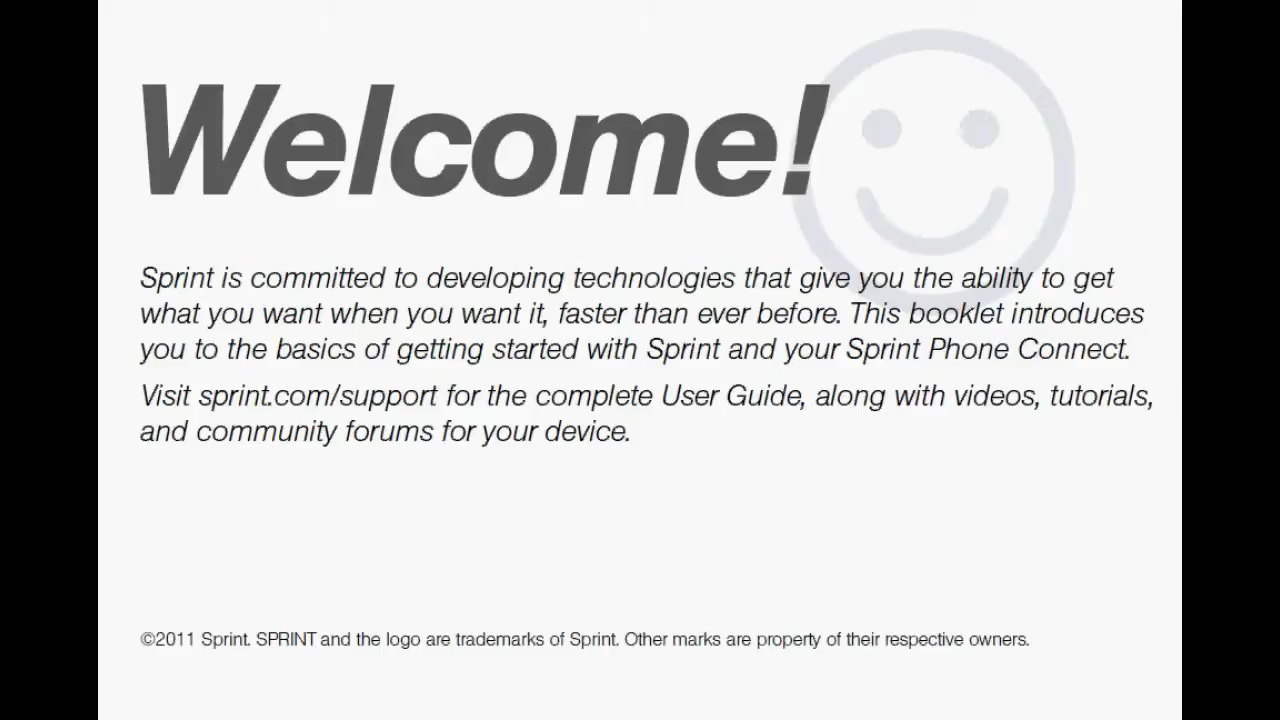 Welcome!
Sprint is committed to developing technologies that give you the ability to get
what you want when you want it, faster than ever before. This booklet introduces
you to the basics of getting started with Sprint and your Sprint Phone Connect.
Visit sprint.com/support for the complete User Guide, along with videos, tutorials,
and community forums for your device.
©2011 Sprint. SPRINT and the logo are trademarks of Sprint. Other marks are property of their respective owners.